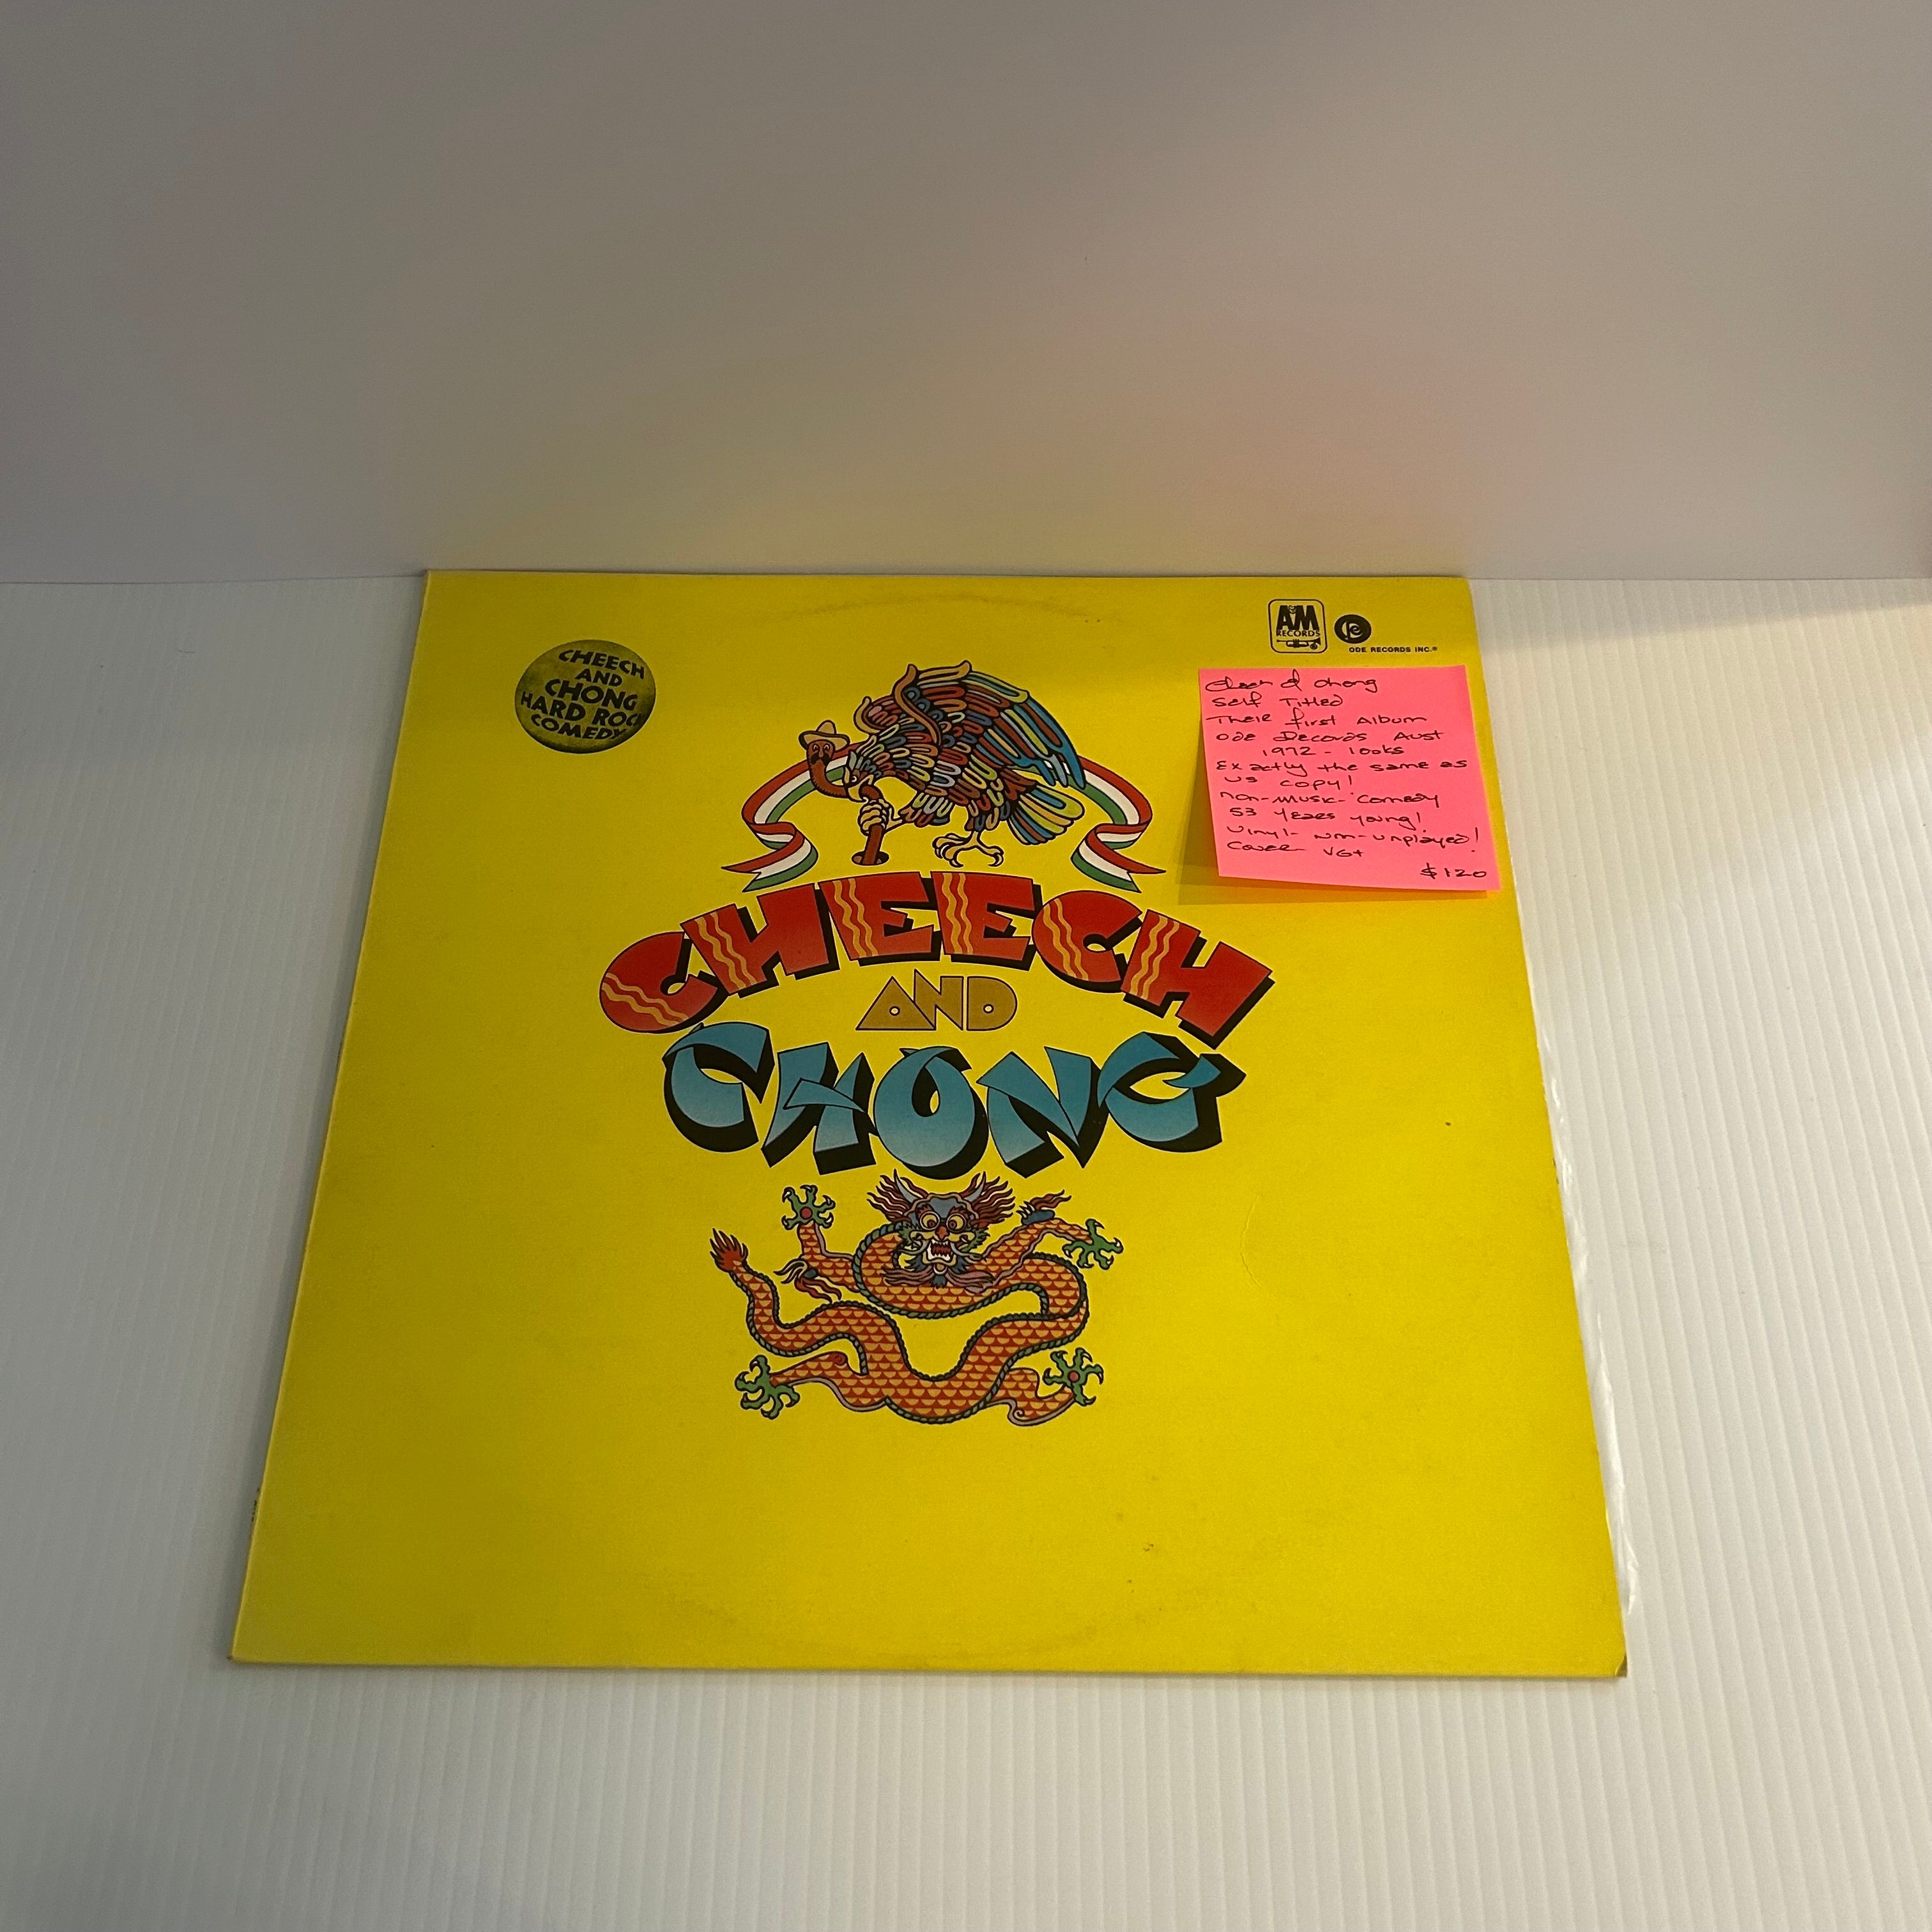 CHEECH
AND
CHONG
HARD ROCK
COMEDY
A&M
RECORDS
ODE RECORDS INC.®
Cheech & Chong
Self Titled
Their first Album
Ode Records Aust
1972 - looks
Exactly the same as
US copy!
non-music-comedy
53 years young!
Vinyl- NM-unplayed!
Cover VG+
$120
CHEECH
AND
CHONG